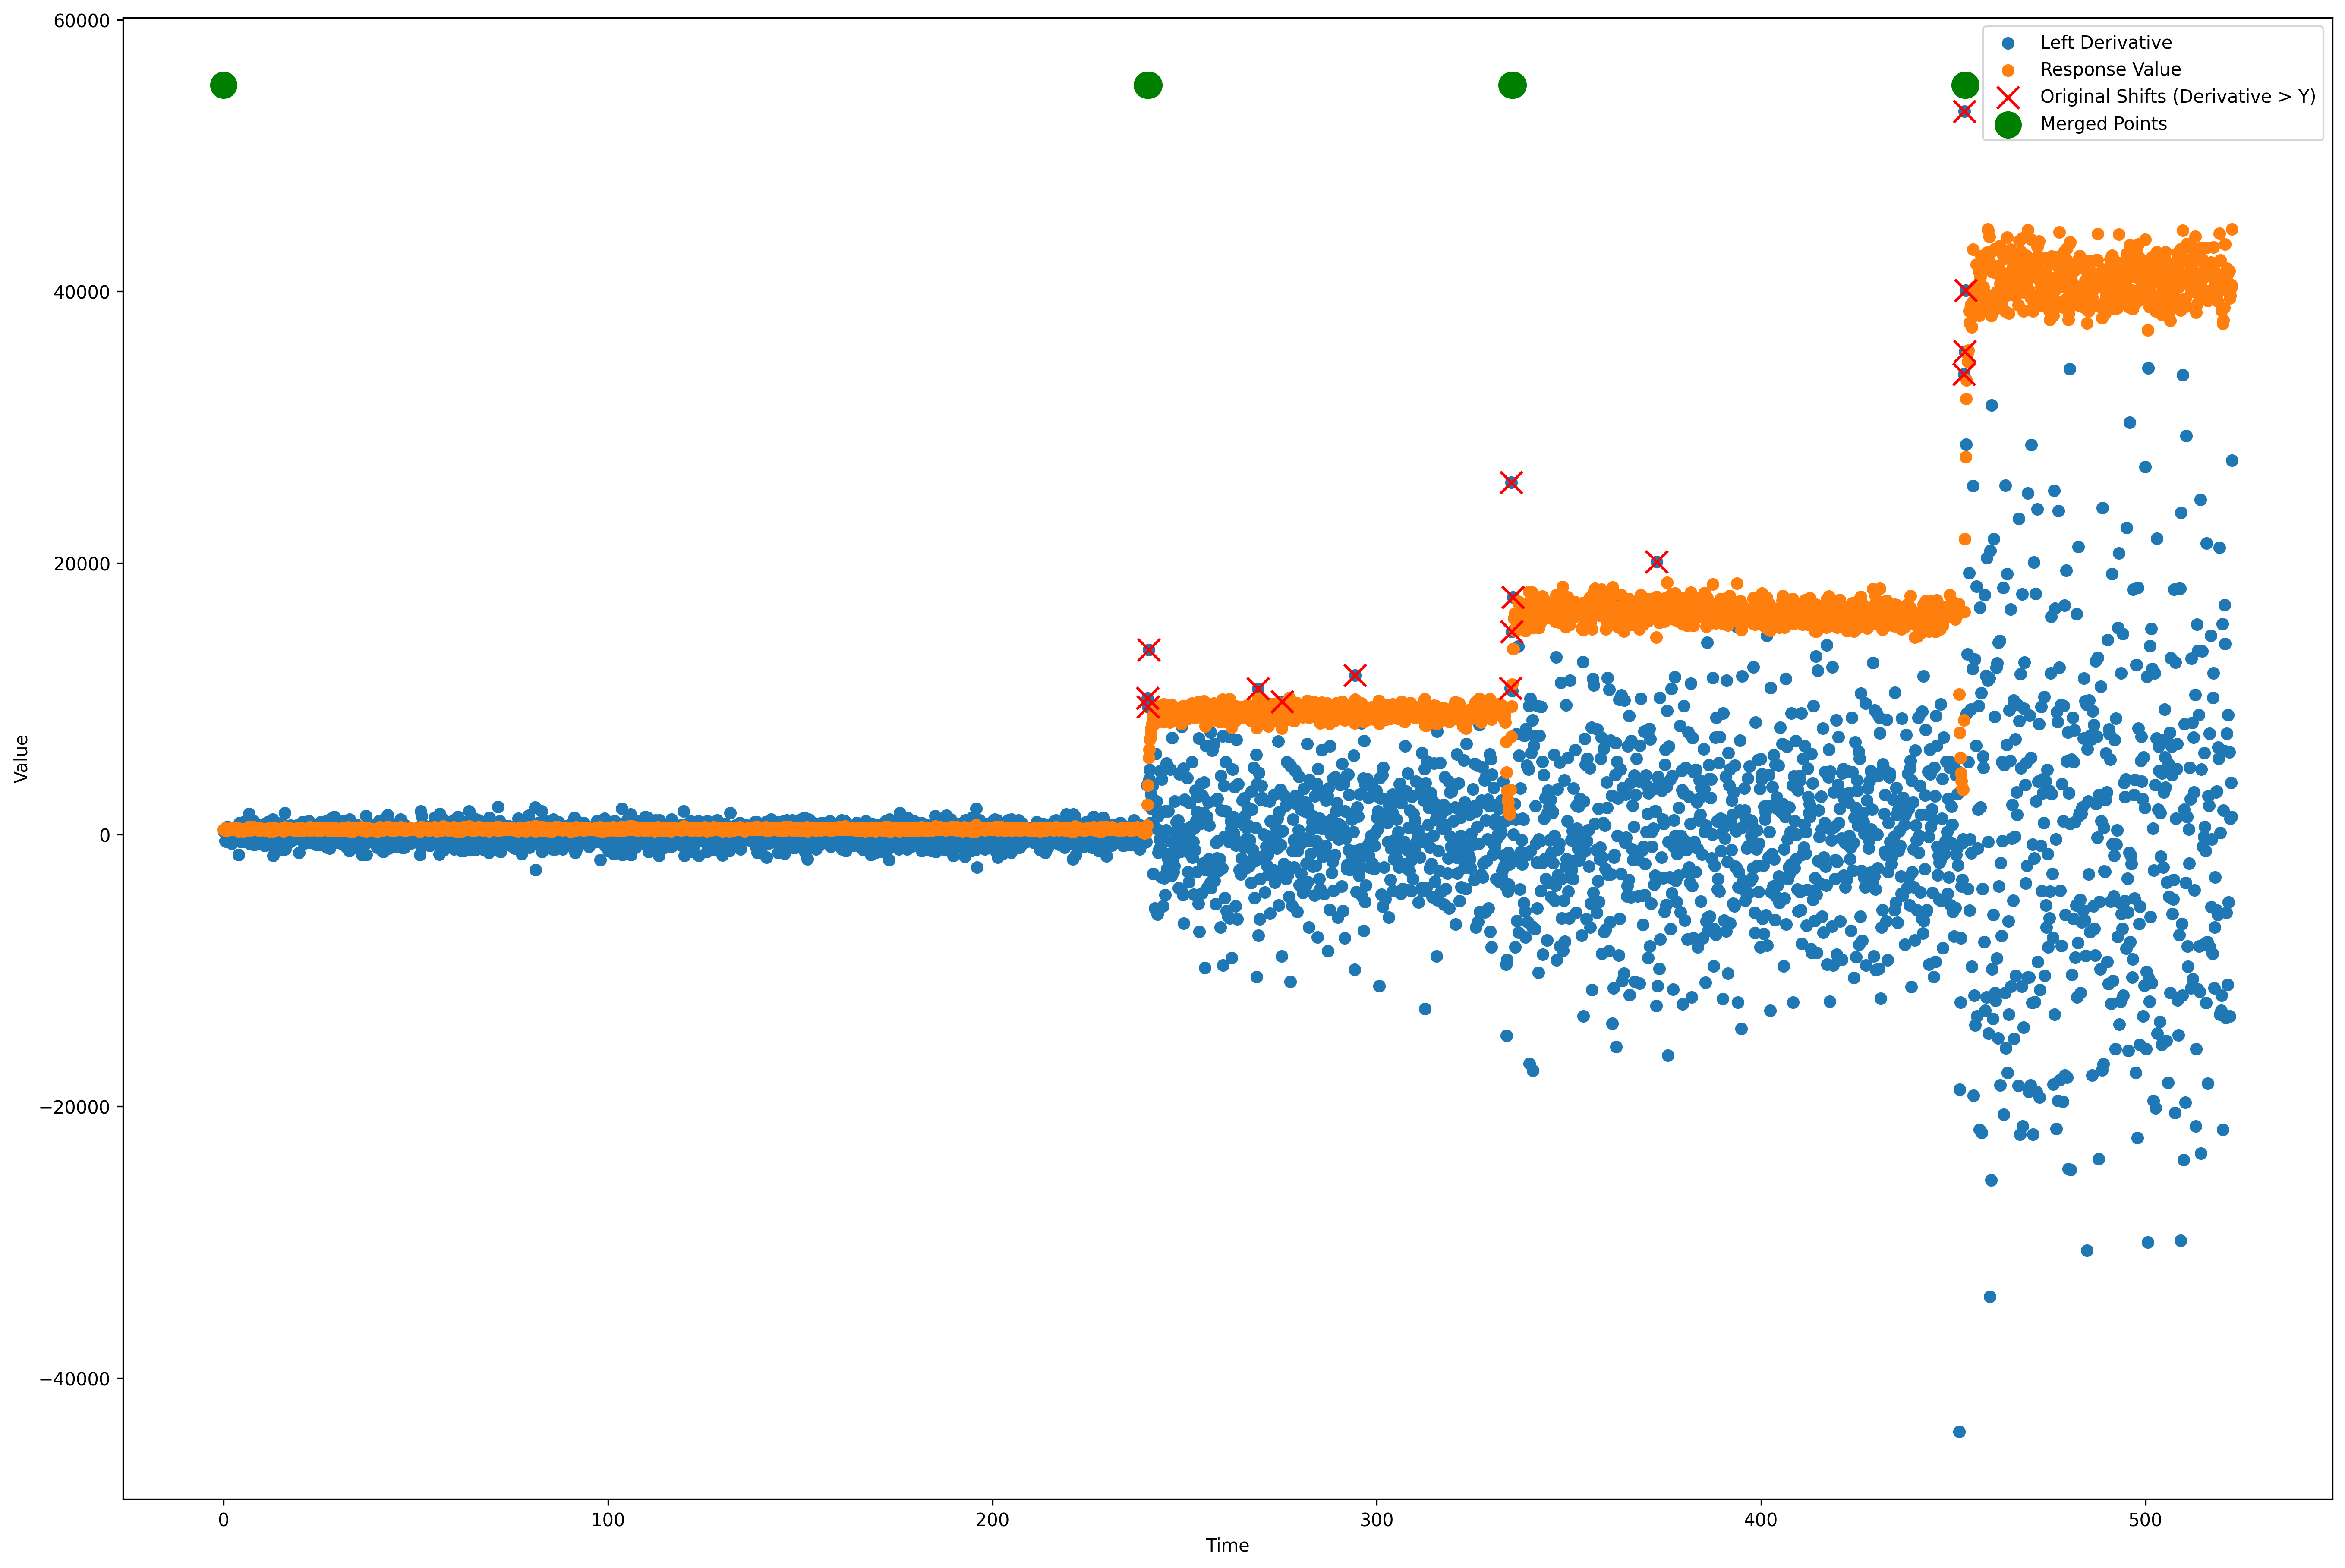 60000
40000
20000
0
−20000
−40000
Value
0
100
200
300
400
500
Time
Left Derivative
Response Value
Original Shifts (Derivative > Y)
Merged Points